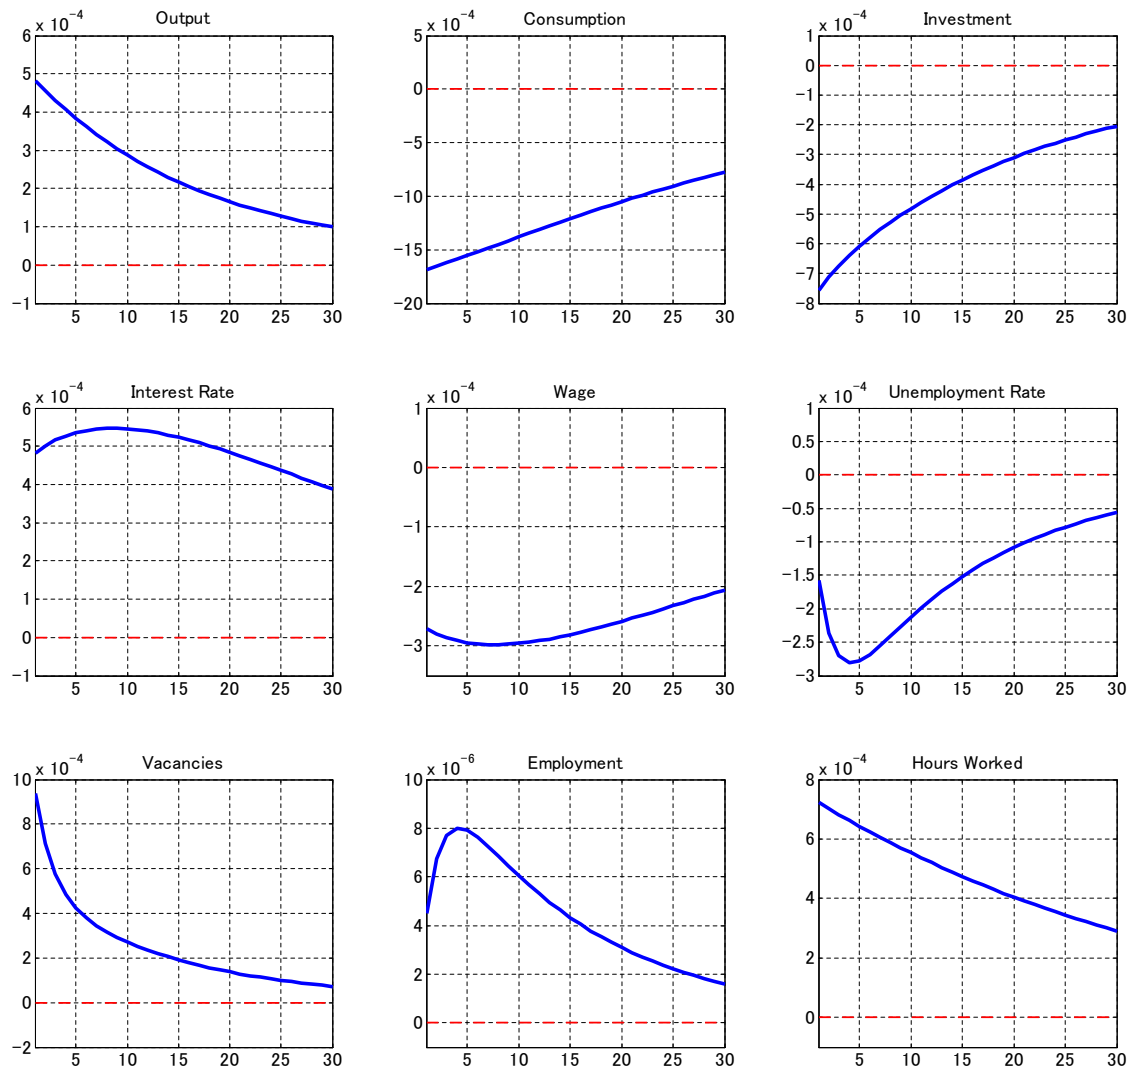 Output
x 10^-4
6
5
4
3
2
1
0
−1
5 10 15 20 25 30
Consumption
x 10^-4
5
0
−5
−10
−15
−20
5 10 15 20 25 30
Investment
x 10^-4
1
0
−1
−2
−3
−4
−5
−6
−7
−8
5 10 15 20 25 30
Interest Rate
x 10^-4
6
5
4
3
2
1
0
−1
5 10 15 20 25 30
Wage
x 10^-4
1
0
−1
−2
−3
5 10 15 20 25 30
Unemployment Rate
x 10^-4
1
0.5
0
−0.5
−1
−1.5
−2
−2.5
−3
5 10 15 20 25 30
Vacancies
x 10^-4
10
8
6
4
2
0
−2
5 10 15 20 25 30
Employment
x 10^-6
10
8
6
4
2
0
5 10 15 20 25 30
Hours Worked
x 10^-4
8
6
4
2
0
5 10 15 20 25 30